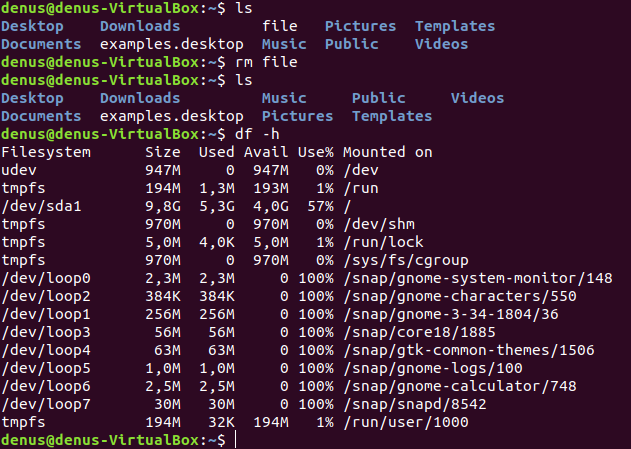 denus@denus-VirtualBox:~$ ls
Desktop    Downloads         file   Pictures  Templates
Documents  examples.desktop  Music  Public    Videos
denus@denus-VirtualBox:~$ rm file
denus@denus-VirtualBox:~$ ls
Desktop    Downloads         Music     Public     Videos
Documents  examples.desktop  Pictures  Templates
denus@denus-VirtualBox:~$ df -h
Filesystem      Size  Used Avail Use% Mounted on
udev            947M     0  947M   0% /dev
tmpfs           194M  1,3M  193M   1% /run
/dev/sda1       9,8G  5,3G  4,0G  57% /
tmpfs           970M     0  970M   0% /dev/shm
tmpfs           5,0M  4,0K  5,0M   1% /run/lock
tmpfs           970M     0  970M   0% /sys/fs/cgroup
/dev/loop0      2,3M  2,3M     0 100% /snap/gnome-system-monitor/148
/dev/loop2      384K  384K     0 100% /snap/gnome-characters/550
/dev/loop1      256M  256M     0 100% /snap/gnome-3-34-1804/36
/dev/loop3       56M   56M     0 100% /snap/core18/1885
/dev/loop4       63M   63M     0 100% /snap/gtk-common-themes/1506
/dev/loop5      1,0M  1,0M     0 100% /snap/gnome-logs/100
/dev/loop6      2,5M  2,5M     0 100% /snap/gnome-calculator/748
/dev/loop7       30M   30M     0 100% /snap/snapd/8542
tmpfs           194M   32K  194M   1% /run/user/1000
denus@denus-VirtualBox:~$